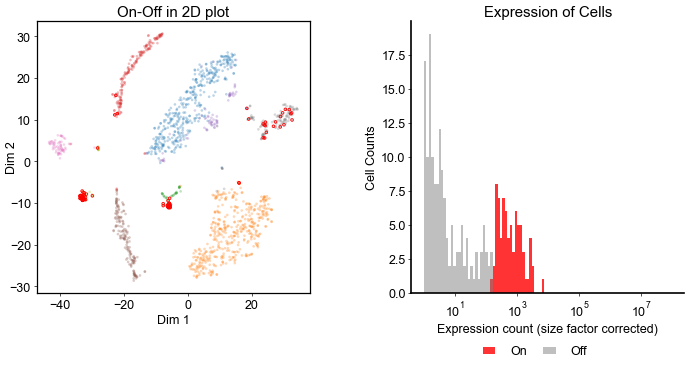 On-Off in 2D plot
30
20
10
0
−10
−20
−30
Dim 2
−40
−20
0
20
Dim 1
Expression of Cells
17.5
15.0
12.5
10.0
7.5
5.0
2.5
0.0
Cell Counts
10^1
10^3
10^5
10^7
Expression count (size factor corrected)
On
Off